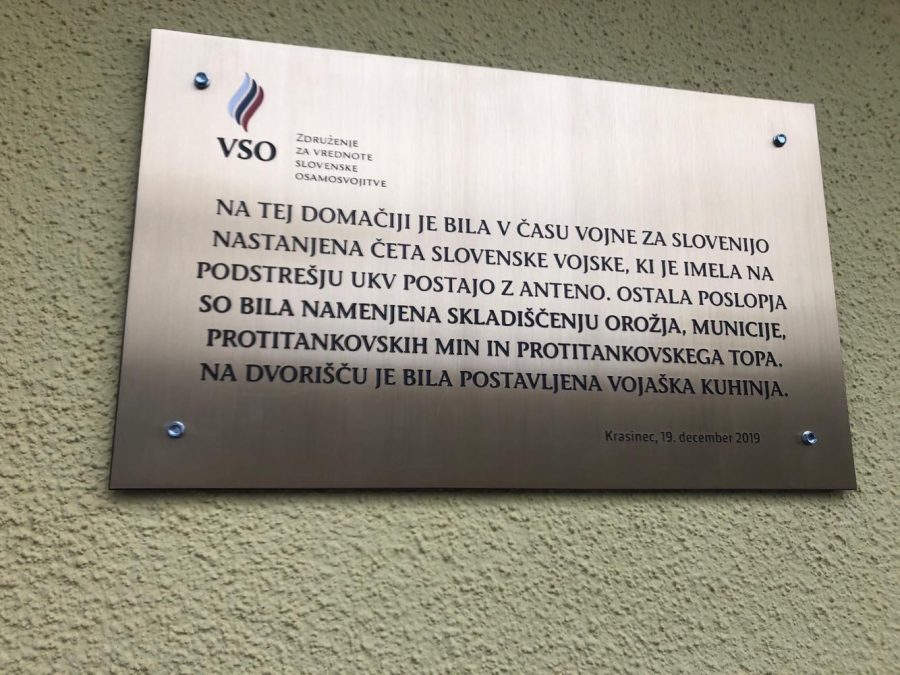 VSO
ZDRUŽENJE
ZA VREDNOTE
SLOVENSKE
OSAMOSVOJITVE
NA TEJ DOMAČIJI JE BILA V ČASU VOJNE ZA SLOVENIJO
NASTANJENA ČETA SLOVENSKE VOJSKE, KI JE IMELA NA
PODSTREŠJU UKV POSTAJO Z ANTENO. OSTALA POSLOPJA
SO BILA NAMENJENA SKLADIŠČENJU OROŽJA, MUNICIJE,
PROTITANKOVSKIH MIN IN PROTITANKOVSKEGA TOPA.
NA DVORIŠČU JE BILA POSTAVLJENA VOJAŠKA KUHINJA.
Krasinec, 19. december 2019